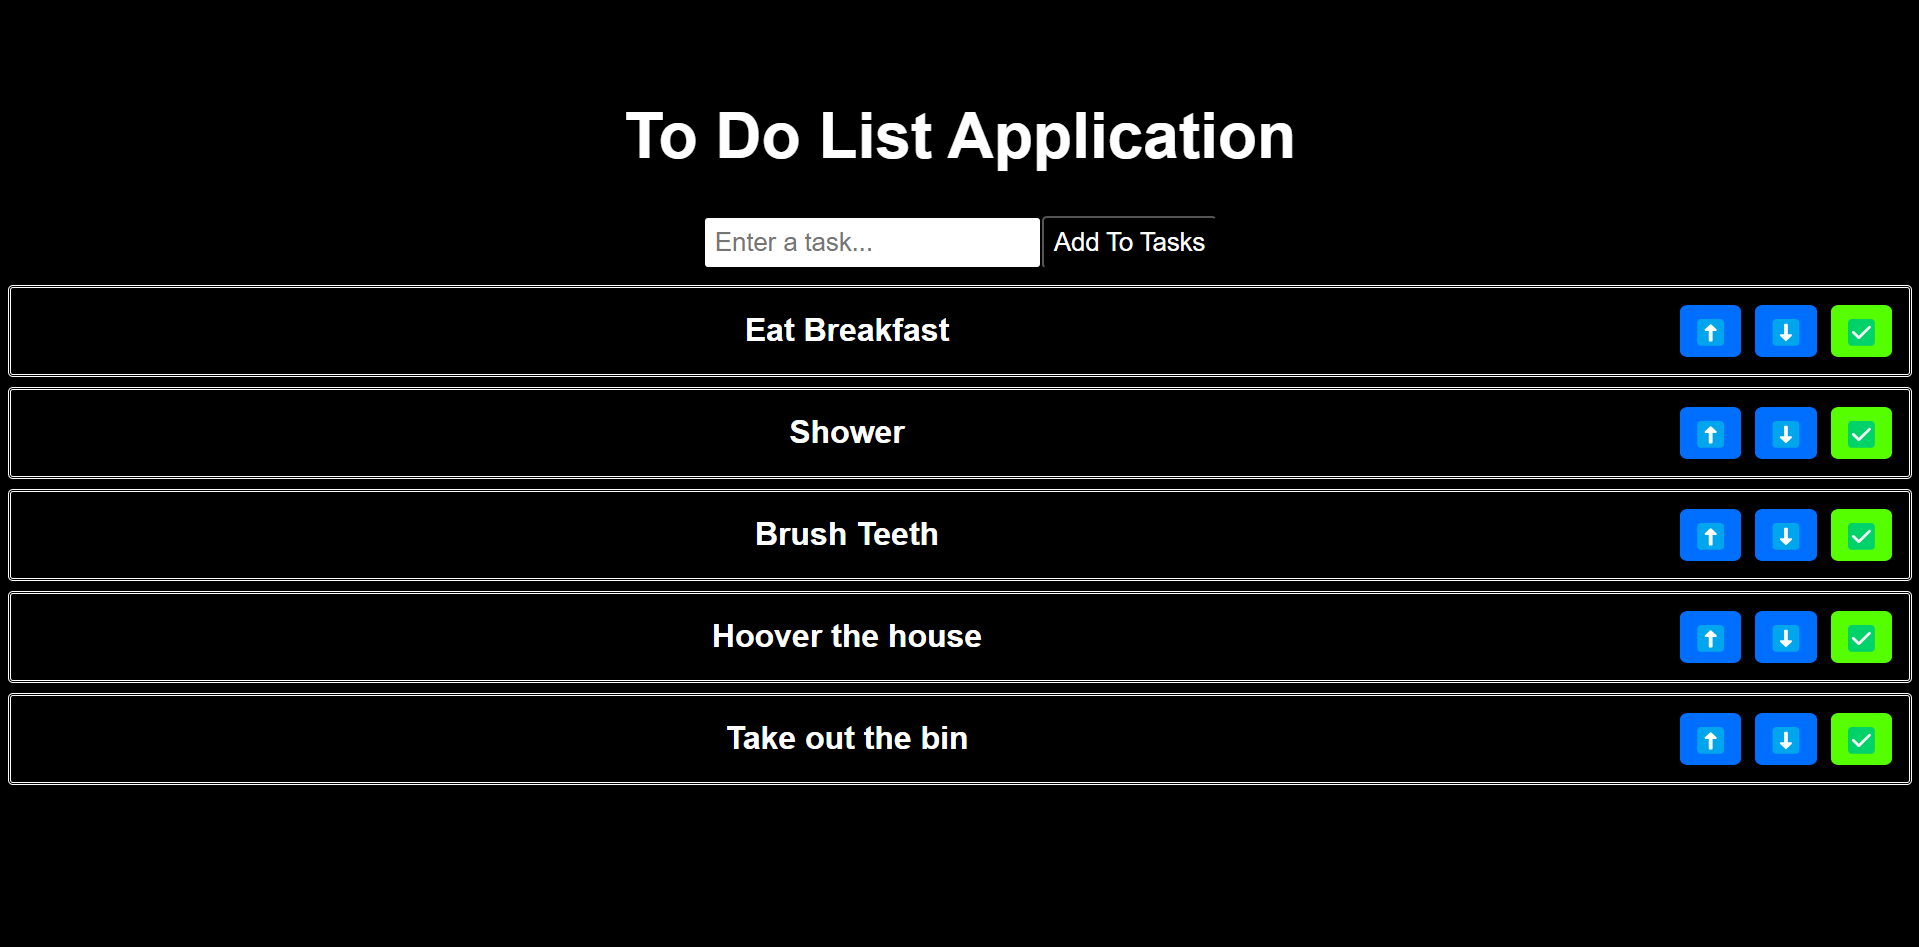 To Do List Application
Enter a task...
Add To Tasks
Eat Breakfast
Shower
Brush Teeth
Hoover the house
Take out the bin